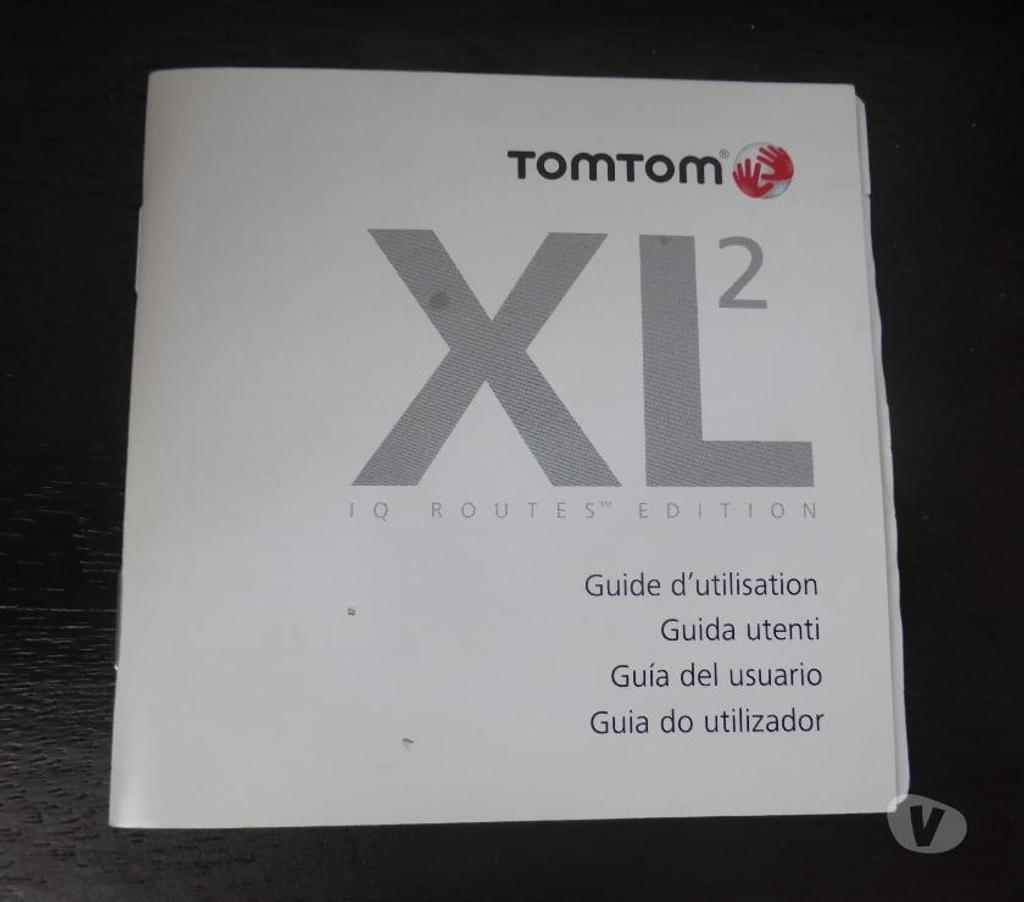 TOMTOM®
XL²
IQ ROUTES™ EDITION
Guide d'utilisation
Guida utenti
Guía del usuario
Guia do utilizador
V